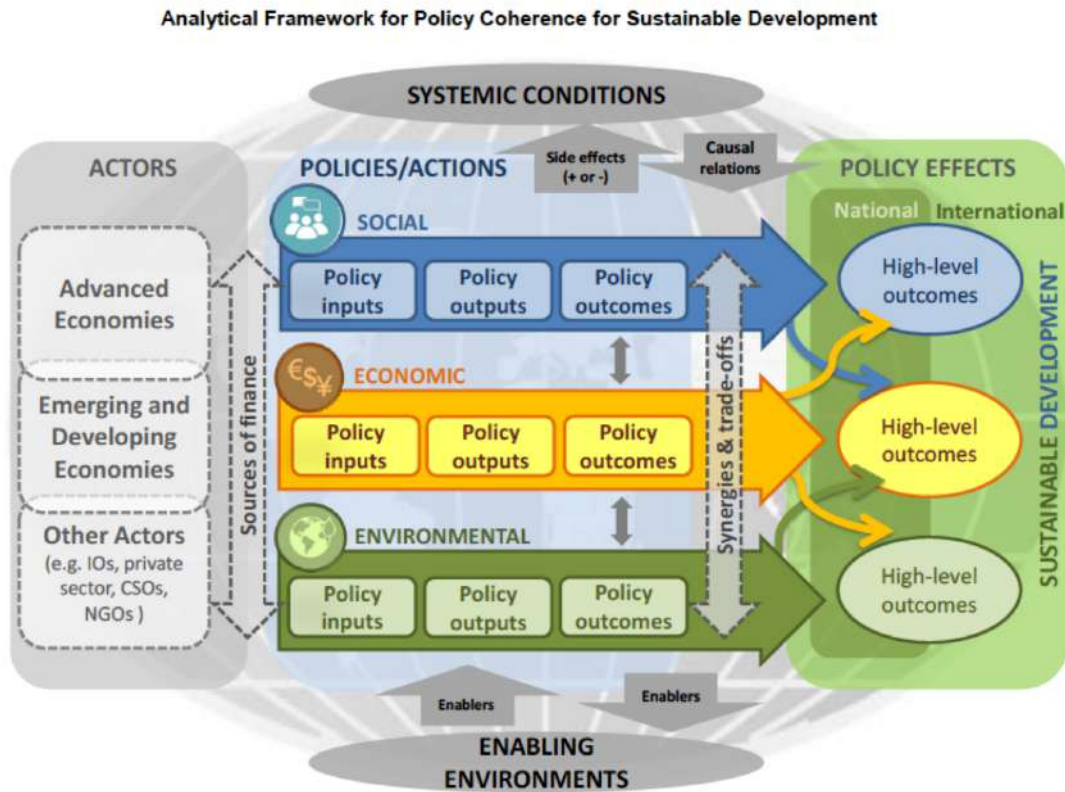 Analytical Framework for Policy Coherence for Sustainable Development
SYSTEMIC CONDITIONS
ACTORS
POLICIES/ACTIONS
Side effects
(+ or -)
Causal
relations
POLICY EFFECTS
National
International
SOCIAL
Advanced
Economies
Emerging and
Developing
Economies
Other Actors
(e.g. IOs, private
sector, CSOs,
NGOs )
Sources of finance
Policy
inputs
Policy
outputs
Policy
outcomes
High-level
outcomes
€$¥
ECONOMIC
Policy
inputs
Policy
outputs
Policy
outcomes
High-level
outcomes
ENVIRONMENTAL
Policy
inputs
Policy
outputs
Policy
outcomes
High-level
outcomes
Synergies & trade-offs
SUSTAINABLE DEVELOPMENT
Enablers
Enablers
ENABLING
ENVIRONMENTS